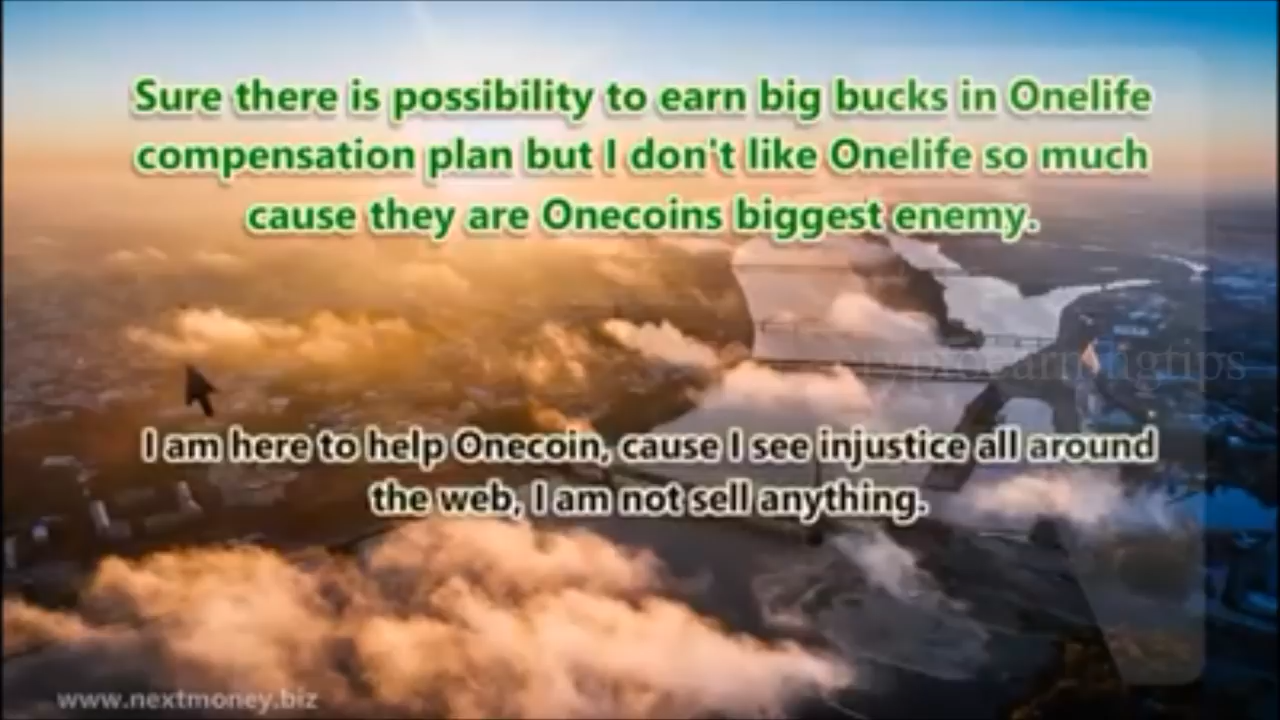 Sure there is possibility to earn big bucks in Onelife
compensation plan but I don't like Onelife so much
cause they are Onecoins biggest enemy.
I am here to help Onecoin, cause I see injustice all around
the web, I am not sell anything.
www.nextmoney.biz